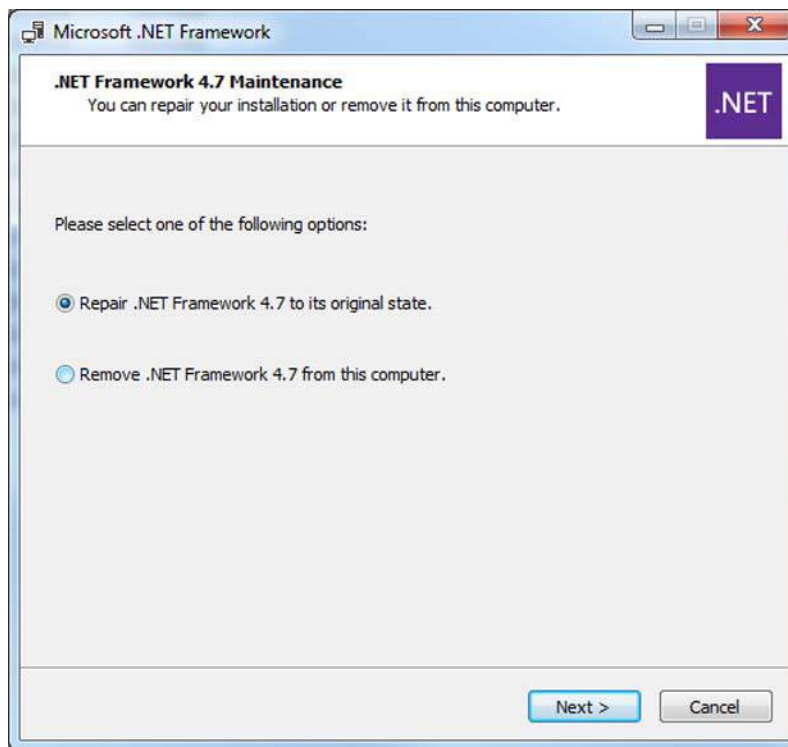 Microsoft .NET Framework
.NET Framework 4.7 Maintenance
You can repair your installation or remove it from this computer.
.NET
Please select one of the following options:
Repair .NET Framework 4.7 to its original state.
Remove .NET Framework 4.7 from this computer.
Next >
Cancel